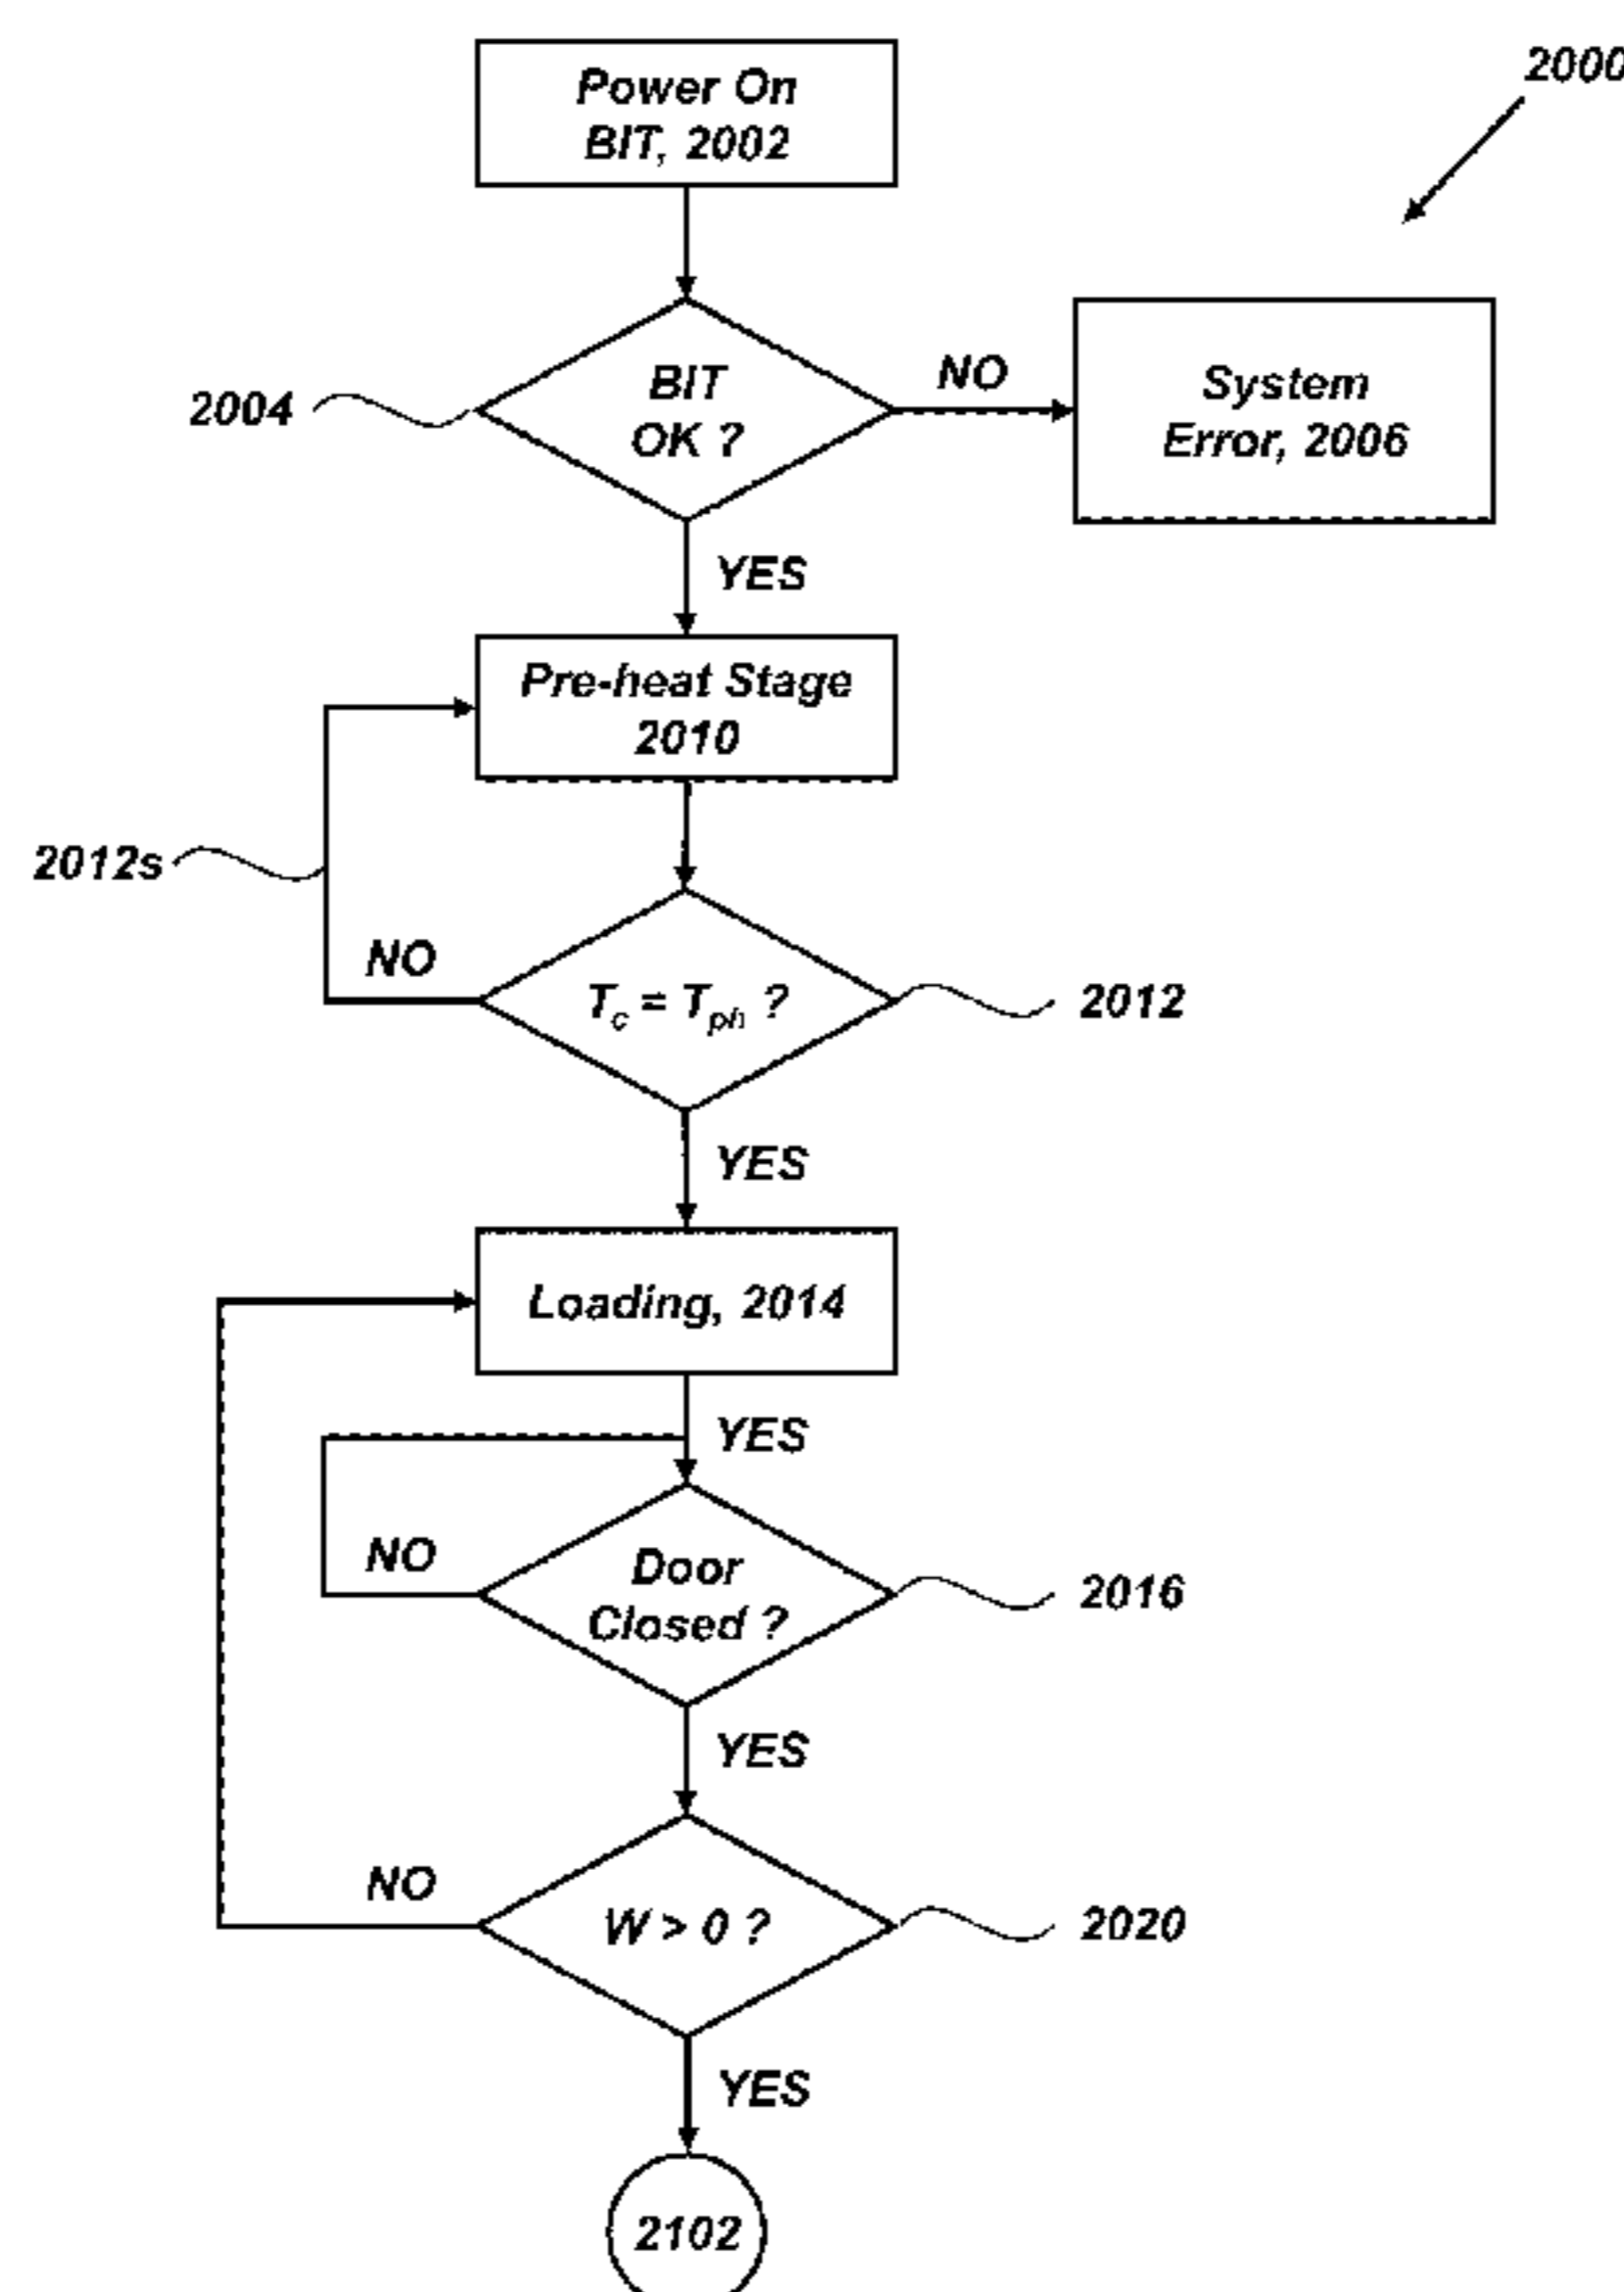 2000
Power On
BIT, 2002
2004
BIT
OK ?
NO
System
Error, 2006
YES
Pre-heat Stage
2010
2012s
NO
Tc = Tph ?
2012
YES
Loading, 2014
YES
NO
Door
Closed ?
2016
YES
NO
W > 0 ?
2020
YES
2102